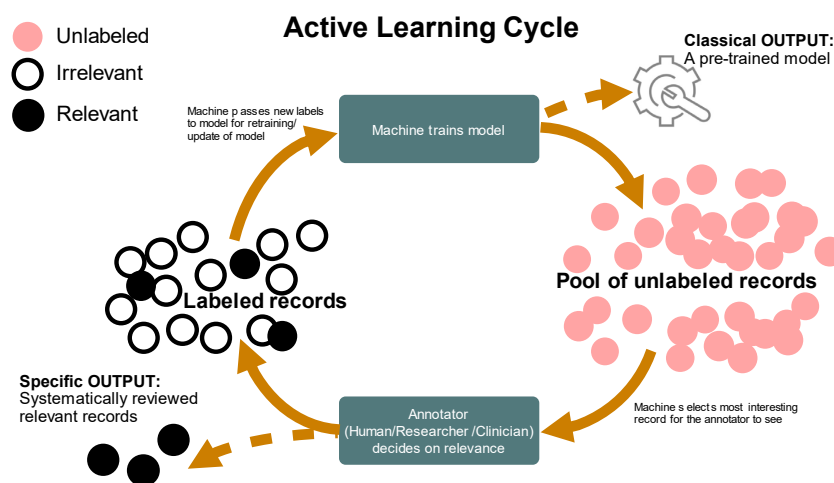 Active Learning Cycle
Unlabeled
Irrelevant
Relevant
Classical OUTPUT:
A pre-trained model
Machine passes new labels
to model for retraining/
update of model
Machine trains model
Labeled records
Pool of unlabeled records
Specific OUTPUT:
Systematically reviewed
relevant records
Annotator
(Human/Researcher/Clinician)
decides on relevance
Machine selects most interesting
record for the annotator to see